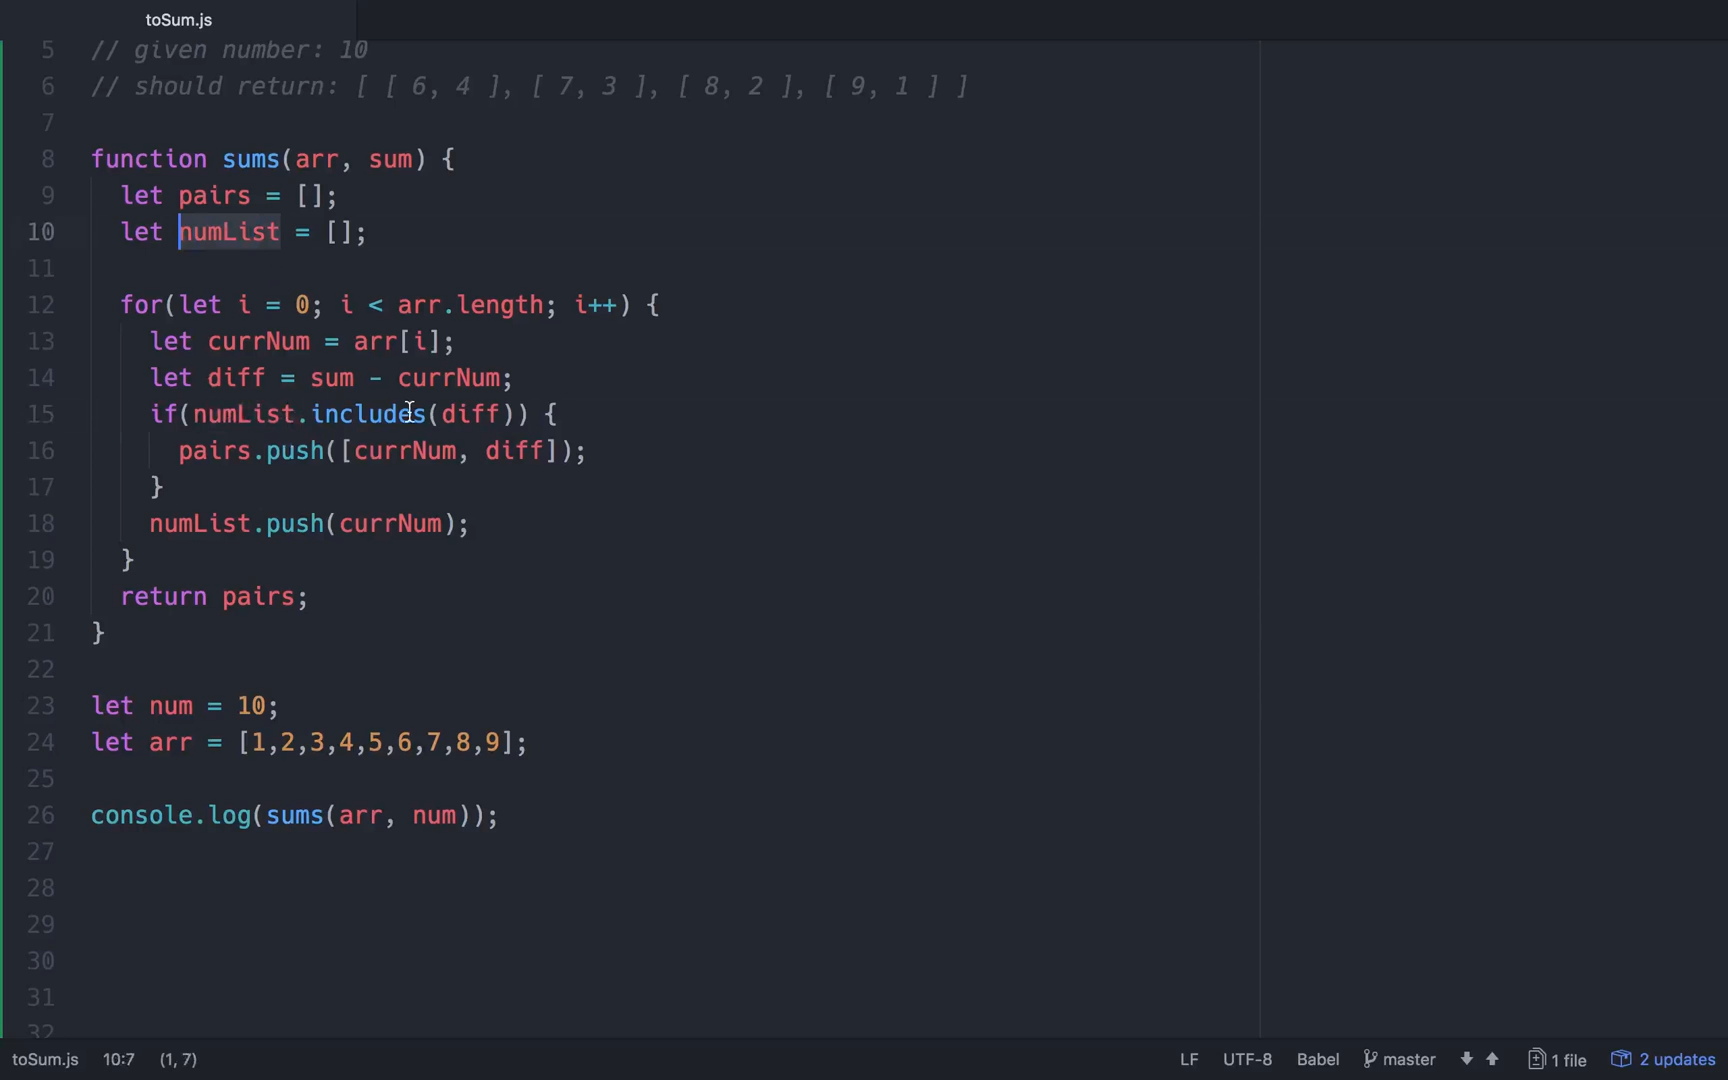 toSum.js
5 // given number: 10
6 // should return: [ [ 6, 4 ], [ 7, 3 ], [ 8, 2 ], [ 9, 1 ] ]
7
8 function sums(arr, sum) {
9   let pairs = [];
10   let numList = [];
11
12   for(let i = 0; i < arr.length; i++) {
13     let currNum = arr[i];
14     let diff = sum - currNum;
15     if(numList.includes(diff)) {
16       pairs.push([currNum, diff]);
17     }
18     numList.push(currNum);
19   }
20   return pairs;
21 }
22
23 let num = 10;
24 let arr = [1,2,3,4,5,6,7,8,9];
25
26 console.log(sums(arr, num));
27
28
29
30
31
32
toSum.js 10:7 (1, 7) LF UTF-8 Babel master 1 file 2 updates